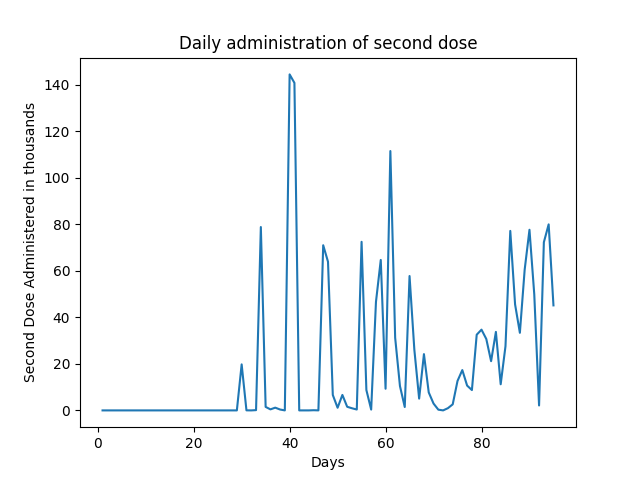 Daily administration of second dose
Second Dose Administered in thousands
140
120
100
80
60
40
20
0
0 20 40 60 80
Days